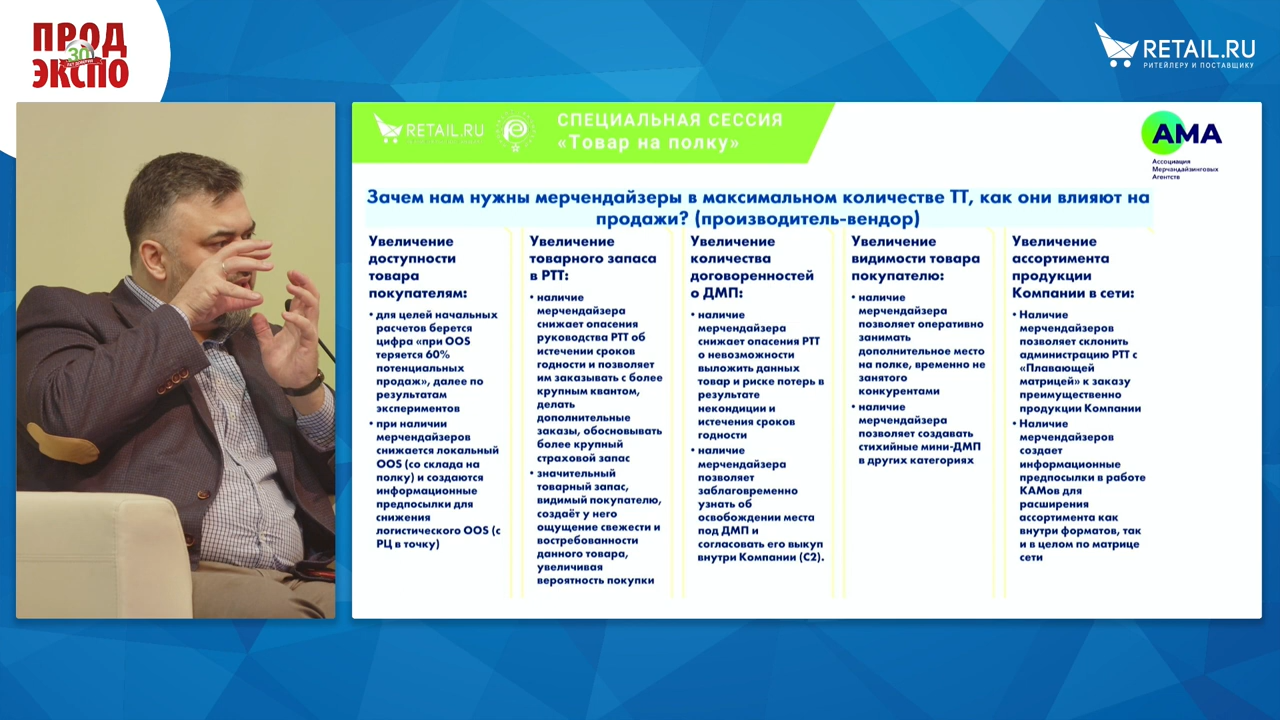 ПРОД
30
ЛЕТ ДОВЕРИЯ
ЭКСПО
RETAIL.RU
РИТЕЙЛЕРУ И ПОСТАВЩИКУ
RETAIL.RU
СПЕЦИАЛЬНАЯ СЕССИЯ
«Товар на полку»
АМА
Ассоциация
Мерчандайзинговых
Агентств
Зачем нам нужны мерчендайзеры в максимальном количестве ТТ, как они влияют на
продажи? (производитель-вендор)
Увеличение
доступности
товара
покупателям:
• для целей начальных
расчетов берется
цифра «при OOS
теряется 60%
потенциальных
продаж», далее по
результатам
экспериментов
• при наличии
мерчендайзеров
снижается локальный
OOS (со склада на
полку) и создаются
информационные
предпосылки для
снижения
логистического OOS (с
РЦ в точку)
Увеличение
товарного запаса
в РТТ:
• наличие
мерчендайзера
снижает опасения
руководства РТТ об
истечении сроков
годности и позволяет
им заказывать с более
крупным квантом,
делать
дополнительные
заказы, обосновывать
более крупный
страховой запас
• значительный
товарный запас,
видимый покупателю,
создаёт у него
ощущение свежести и
востребованности
данного товара,
увеличивая
вероятность покупки
Увеличение
количества
договоренностей
о ДМП:
• наличие
мерчендайзера
снижает опасения РТТ
о невозможности
выложить данных
товар и риске потерь в
результате
некондиции и
истечения сроков
годности
• наличие
мерчендайзера
позволяет
заблаговременно
узнать об
освобождении места
под ДМП и
согласовать его выкуп
внутри Компании (С2).
Увеличение
видимости товара
покупателю:
• наличие
мерчендайзера
позволяет оперативно
занимать
дополнительное место
на полке, временно не
занятого
конкурентами
• наличие
мерчендайзера
позволяет создавать
стихийные мини-ДМП
в других категориях
Увеличение
ассортимента
продукции
Компании в сети:
• Наличие
мерчендайзеров
позволяет склонить
администрацию РТТ с
«Плавающей
матрицей» к заказу
преимущественно
продукции Компании
• Наличие
мерчендайзеров
создает
информационные
предпосылки в работе
КАМов для
расширения
ассортимента как
внутри форматов, так
и в целом по матрице
сети